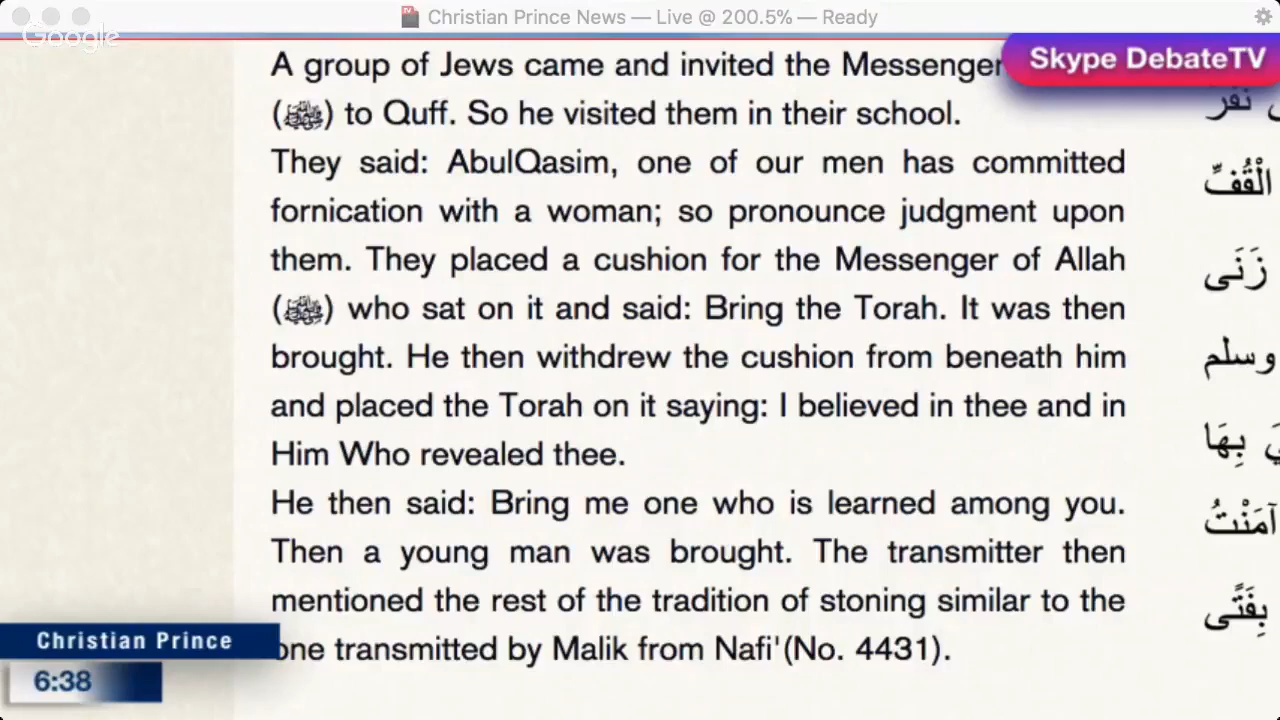 Christian Prince News — Live @ 200.5% — Ready
Google
Skype DebateTV
A group of Jews came and invited the Messenger
(ﷺ) to Quff. So he visited them in their school.
They said: AbulQasim, one of our men has committed
fornication with a woman; so pronounce judgment upon
them. They placed a cushion for the Messenger of Allah
(ﷺ) who sat on it and said: Bring the Torah. It was then
brought. He then withdrew the cushion from beneath him
and placed the Torah on it saying: I believed in thee and in
Him Who revealed thee.
He then said: Bring me one who is learned among you.
Then a young man was brought. The transmitter then
mentioned the rest of the tradition of stoning similar to the
one transmitted by Malik from Nafi'(No. 4431).
الْقُفِّ
زَنَى
وسلم
بِهَا
آمَنْتُ
بِفَتًى
Christian Prince
6:38